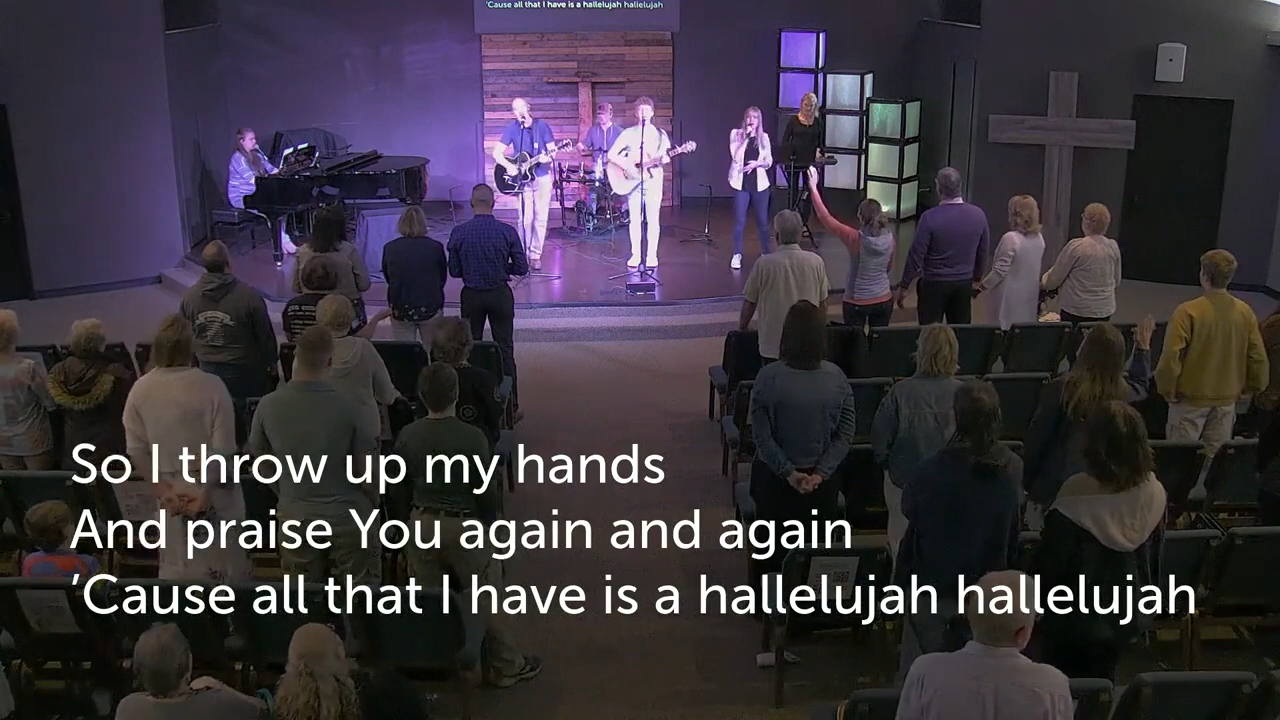 'Cause all that I have is a hallelujah hallelujah
So I throw up my hands
And praise You again and again
'Cause all that I have is a hallelujah hallelujah